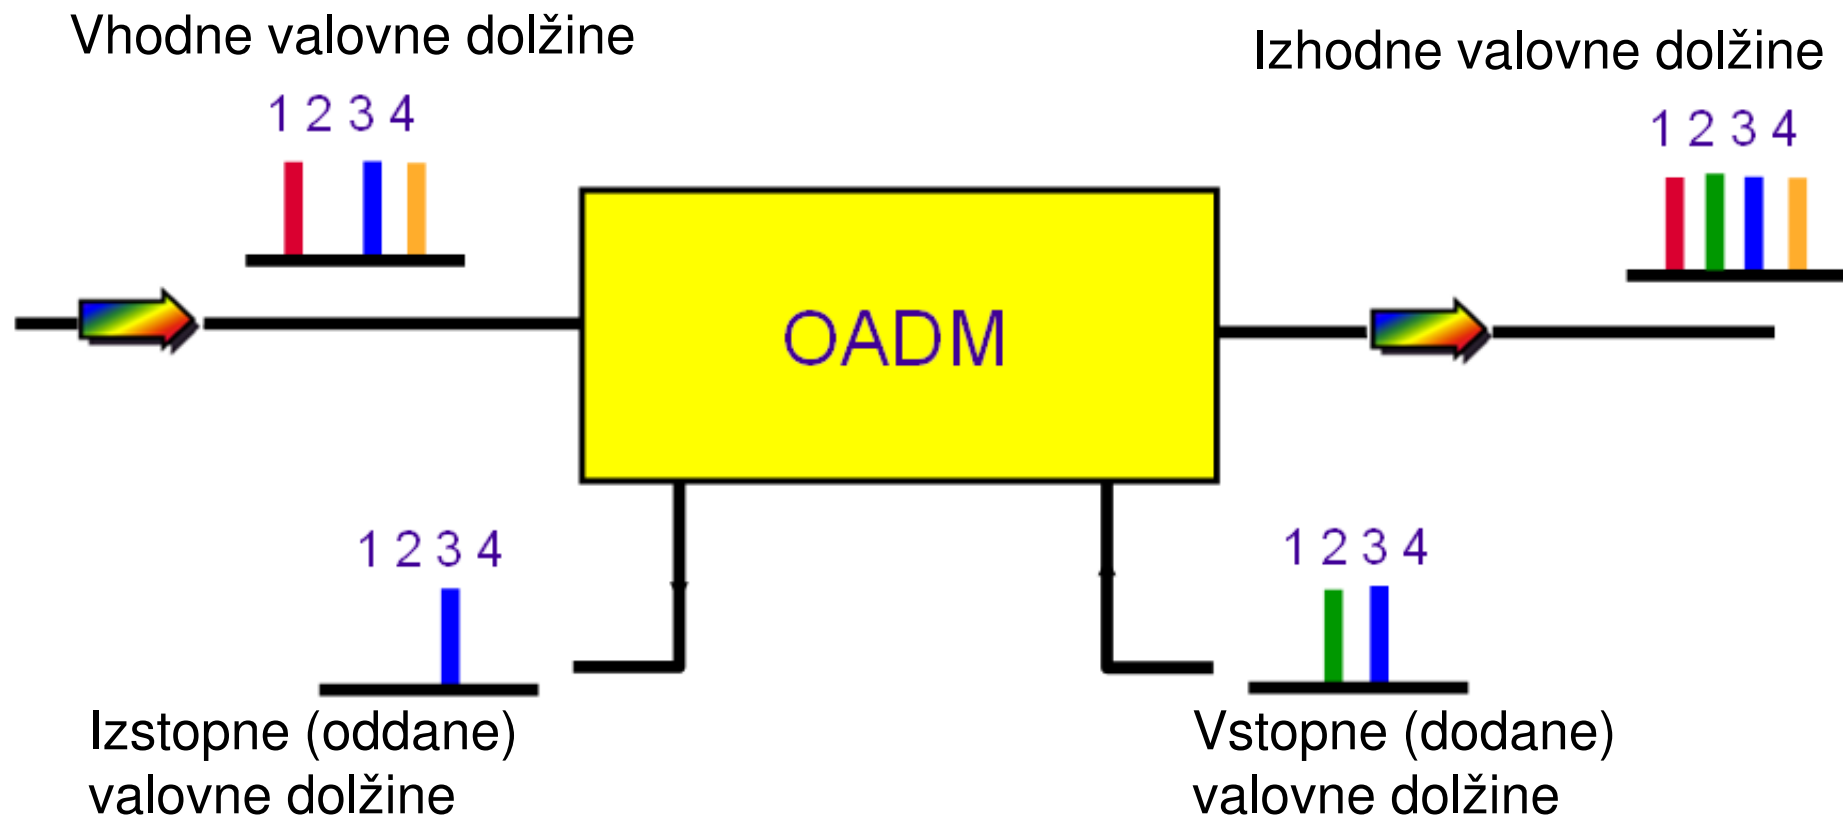 Vhodne valovne dolžine
1 2 3 4
Izhodne valovne dolžine
1 2 3 4
OADM
1 2 3 4
Izstopne (oddane)
valovne dolžine
1 2 3 4
Vstopne (dodane)
valovne dolžine